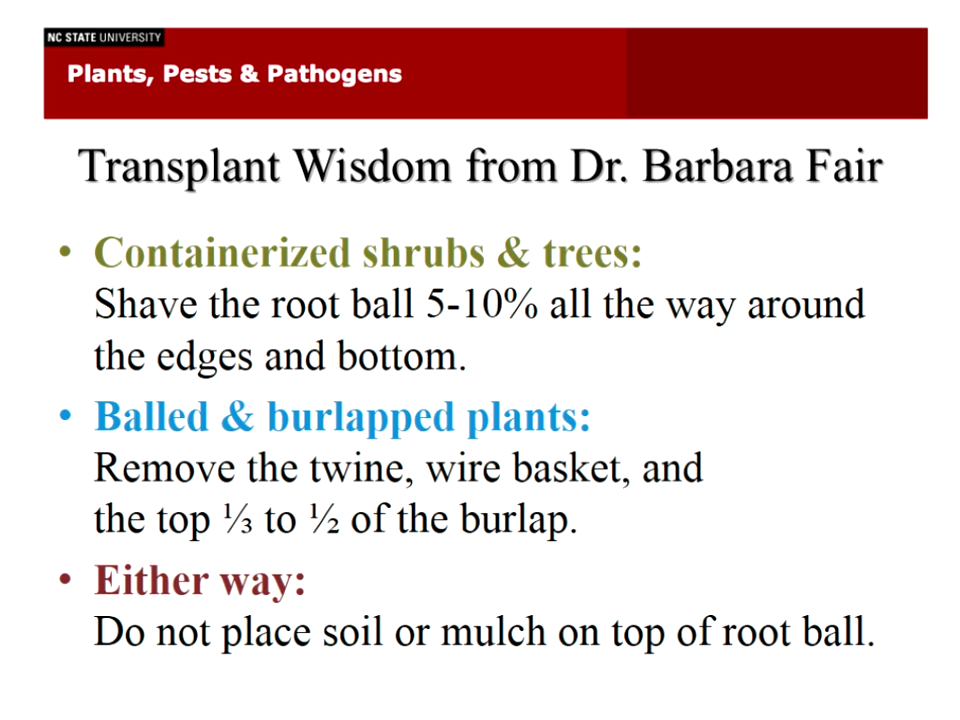 NC STATE UNIVERSITY
Plants, Pests & Pathogens
Transplant Wisdom from Dr. Barbara Fair
• Containerized shrubs & trees:
Shave the root ball 5-10% all the way around
the edges and bottom.
• Balled & burlapped plants:
Remove the twine, wire basket, and
the top ⅓ to ½ of the burlap.
• Either way:
Do not place soil or mulch on top of root ball.